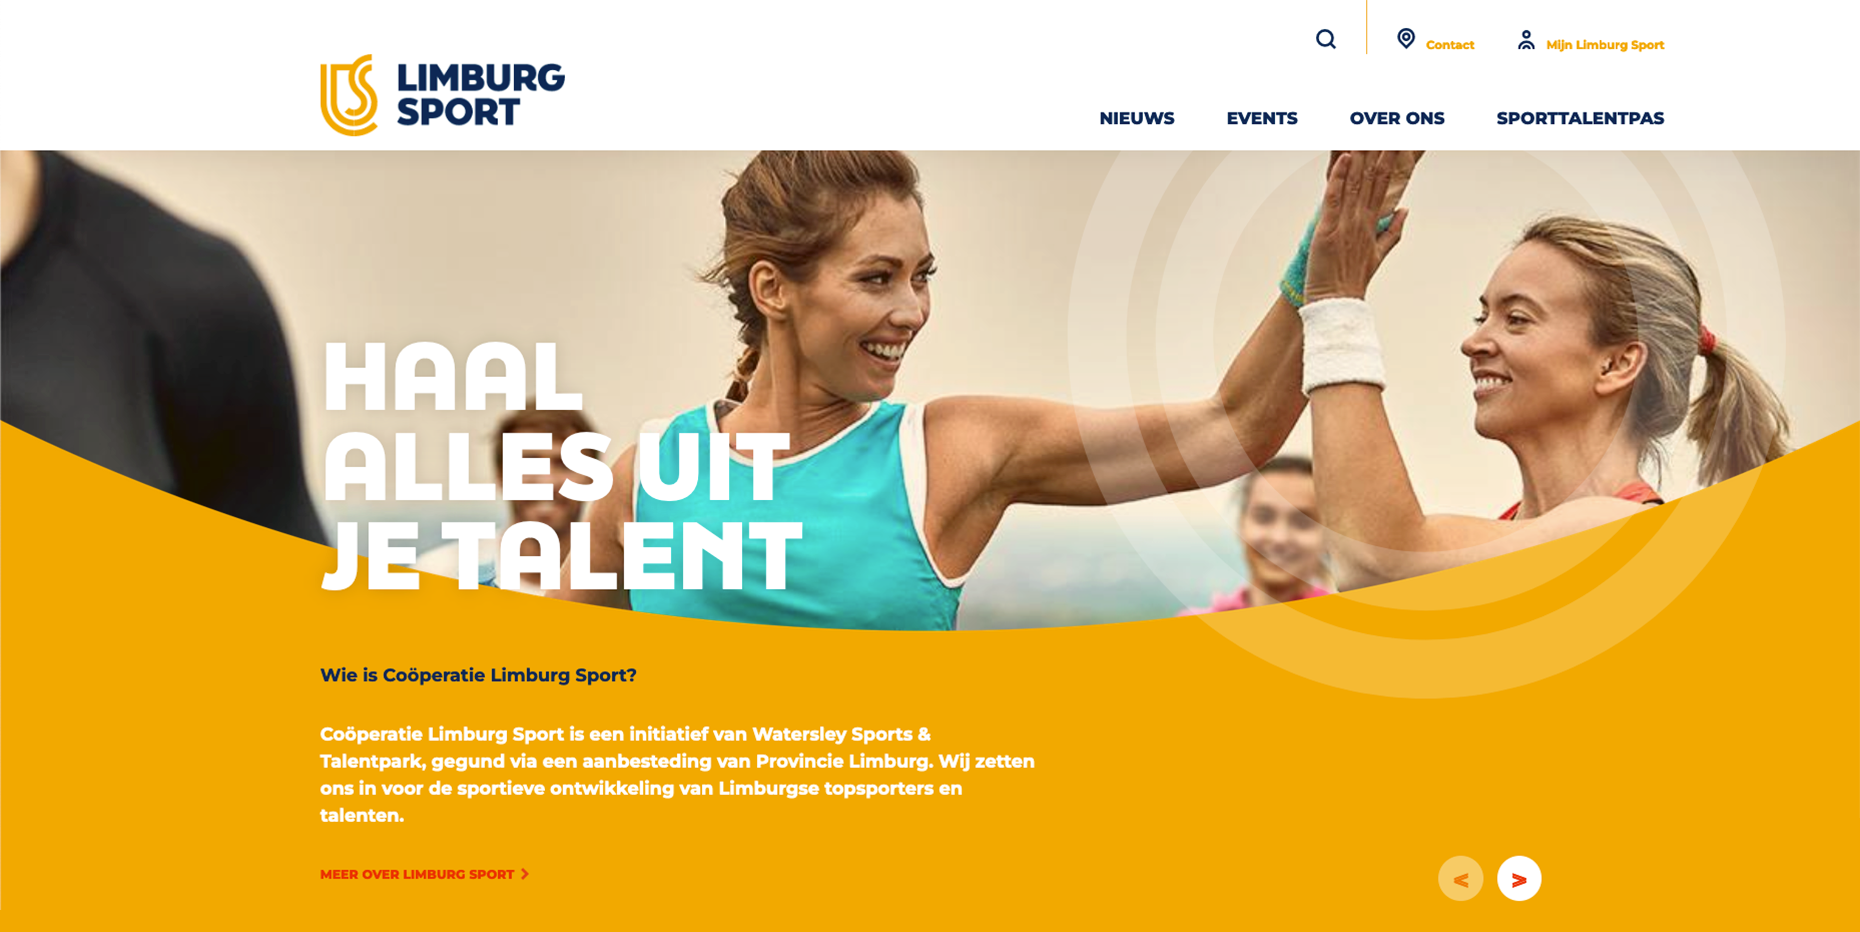 Contact
Mijn Limburg Sport
LIMBURG
SPORT
NIEUWS EVENTS OVER ONS SPORTTALENTPAS
HAAL
ALLES UIT
JE TALENT
Wie is Coöperatie Limburg Sport?
Coöperatie Limburg Sport is een initiatief van Watersley Sports &
Talentpark, gegund via een aanbesteding van Provincie Limburg. Wij zetten
ons in voor de sportieve ontwikkeling van Limburgse topsporters en
talenten.
MEER OVER LIMBURG SPORT >
< >